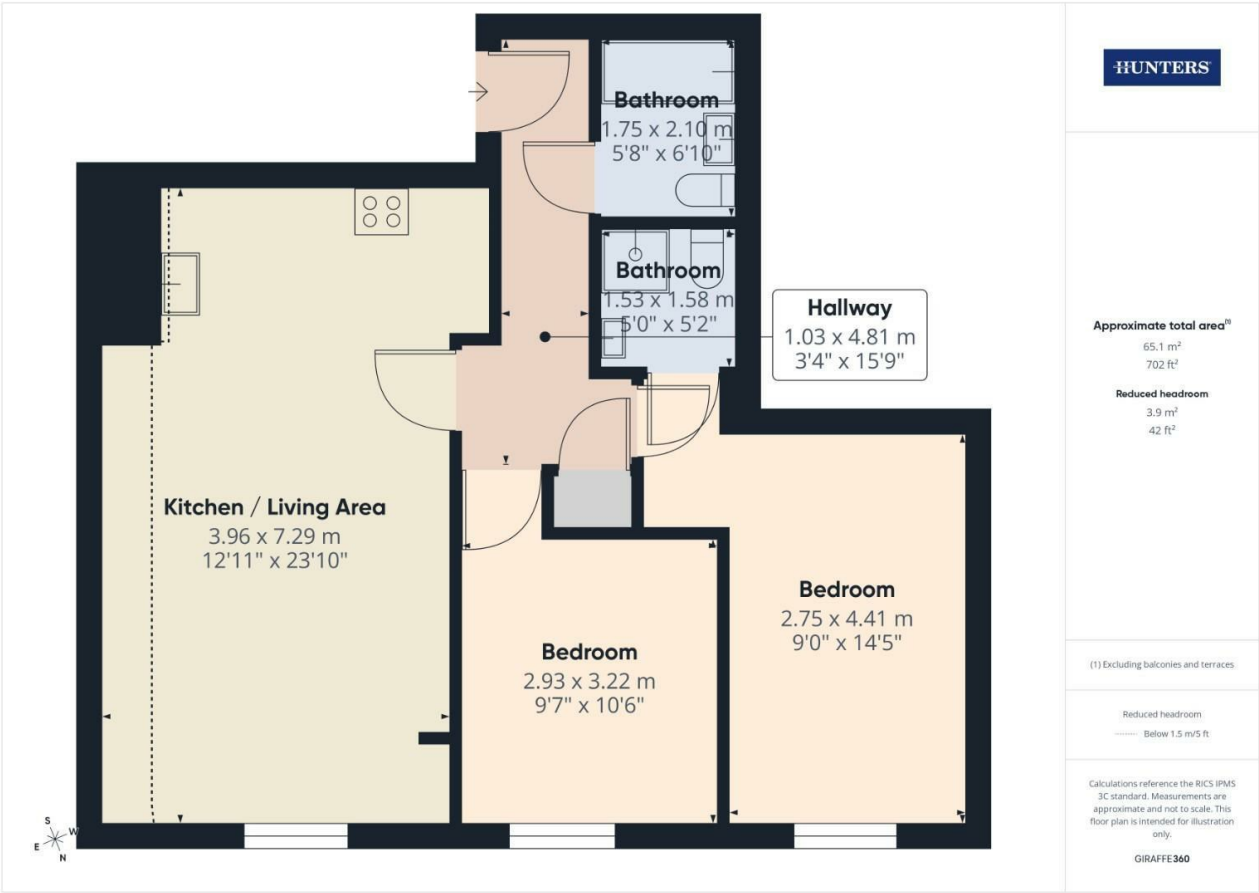 Bathroom
1.75 x 2.10 m
5'8" x 6'10"
Bathroom
1.53 x 1.58 m
5'0" x 5'2"
Hallway
1.03 x 4.81 m
3'4" x 15'9"
Kitchen / Living Area
3.96 x 7.29 m
12'11" x 23'10"
Bedroom
2.93 x 3.22 m
9'7" x 10'6"
Bedroom
2.75 x 4.41 m
9'0" x 14'5"
S
W
E
N
HUNTERS
Approximate total area(1)
65.1 m²
702 ft²
Reduced headroom
3.9 m²
42 ft²
(1) Excluding balconies and terraces
Reduced headroom
Below 1.5 m/5 ft
Calculations reference the RICS IPMS
3C standard. Measurements are
approximate and not to scale. This
floor plan is intended for illustration
only.
GIRAFFE360